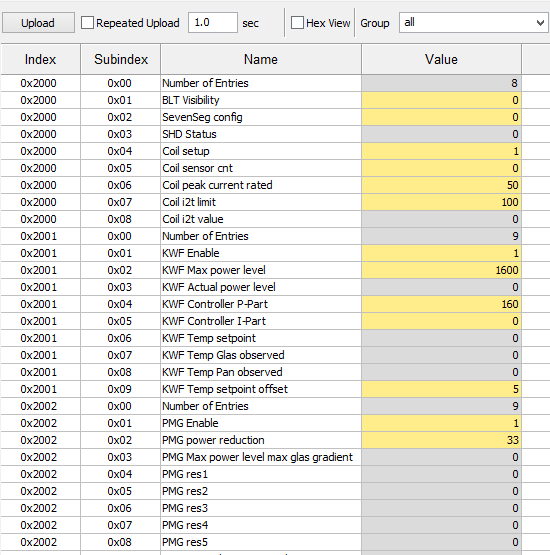 Upload Repeated Upload 1.0 sec Hex View Group all
Index Subindex Name Value
0x2000 0x00 Number of Entries 8
0x2000 0x01 BLT Visibility 0
0x2000 0x02 SevenSeg config 0
0x2000 0x03 SHD Status 0
0x2000 0x04 Coil setup 1
0x2000 0x05 Coil sensor cnt 0
0x2000 0x06 Coil peak current rated 50
0x2000 0x07 Coil i2t limit 100
0x2000 0x08 Coil i2t value 0
0x2001 0x00 Number of Entries 9
0x2001 0x01 KWF Enable 1
0x2001 0x02 KWF Max power level 1600
0x2001 0x03 KWF Actual power level 0
0x2001 0x04 KWF Controller P-Part 160
0x2001 0x05 KWF Controller I-Part 0
0x2001 0x06 KWF Temp setpoint 0
0x2001 0x07 KWF Temp Glas observed 0
0x2001 0x08 KWF Temp Pan observed 0
0x2001 0x09 KWF Temp setpoint offset 5
0x2002 0x00 Number of Entries 9
0x2002 0x01 PMG Enable 1
0x2002 0x02 PMG power reduction 33
0x2002 0x03 PMG Max power level max glas gradient 0
0x2002 0x04 PMG res1 0
0x2002 0x05 PMG res2 0
0x2002 0x06 PMG res3 0
0x2002 0x07 PMG res4 0
0x2002 0x08 PMG res5 0